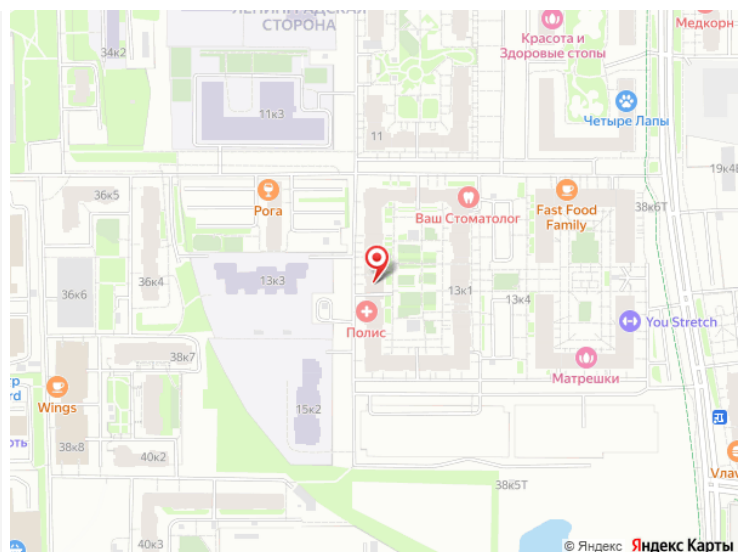 ЛЕНИНГРАДСКАЯ
СТОРОНА
34к2
Красота и
Здоровые стопы
Медкорн
11к3
11
Четыре Лапы
19к4
36к5
Рога
Ваш Стоматолог
Fast Food
Family
38к6Т
36к4
36к6
13к3
13к1
13к4
Полис
You Stretch
38к7
Матрешки
Wings
15к2
38к8
40к2
38к5Т
Vлав
40к3
© Яндекс Яндекс Карты